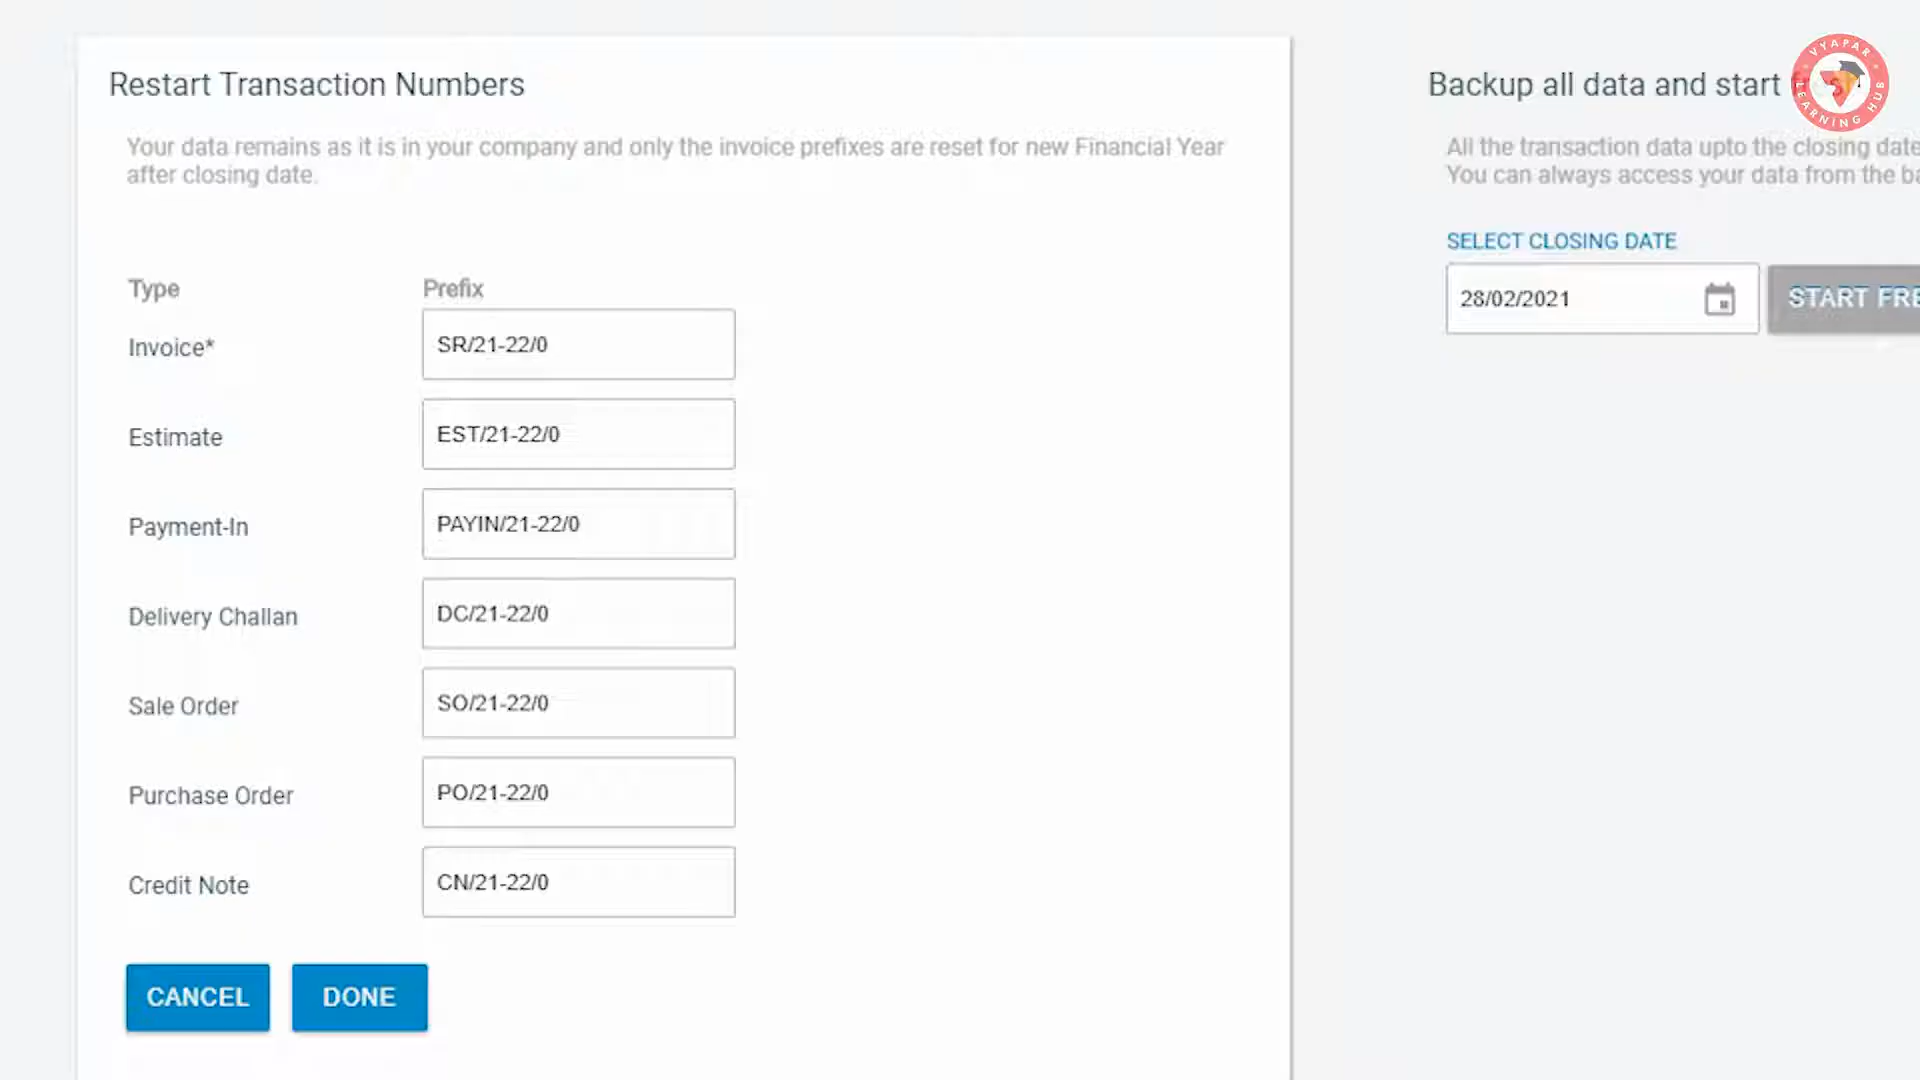 Restart Transaction Numbers
Your data remains as it is in your company and only the invoice prefixes are reset for new Financial Year
after closing date.
Type Prefix
Invoice* SR/21-22/0
Estimate EST/21-22/0
Payment-In PAYIN/21-22/0
Delivery Challan DC/21-22/0
Sale Order SO/21-22/0
Purchase Order PO/21-22/0
Credit Note CN/21-22/0
CANCEL DONE
Backup all data and start
All the transaction data upto the closing date
You can always access your data from the ba
SELECT CLOSING DATE
28/02/2021 START FRE
VYAPAR
LEARNING HUB